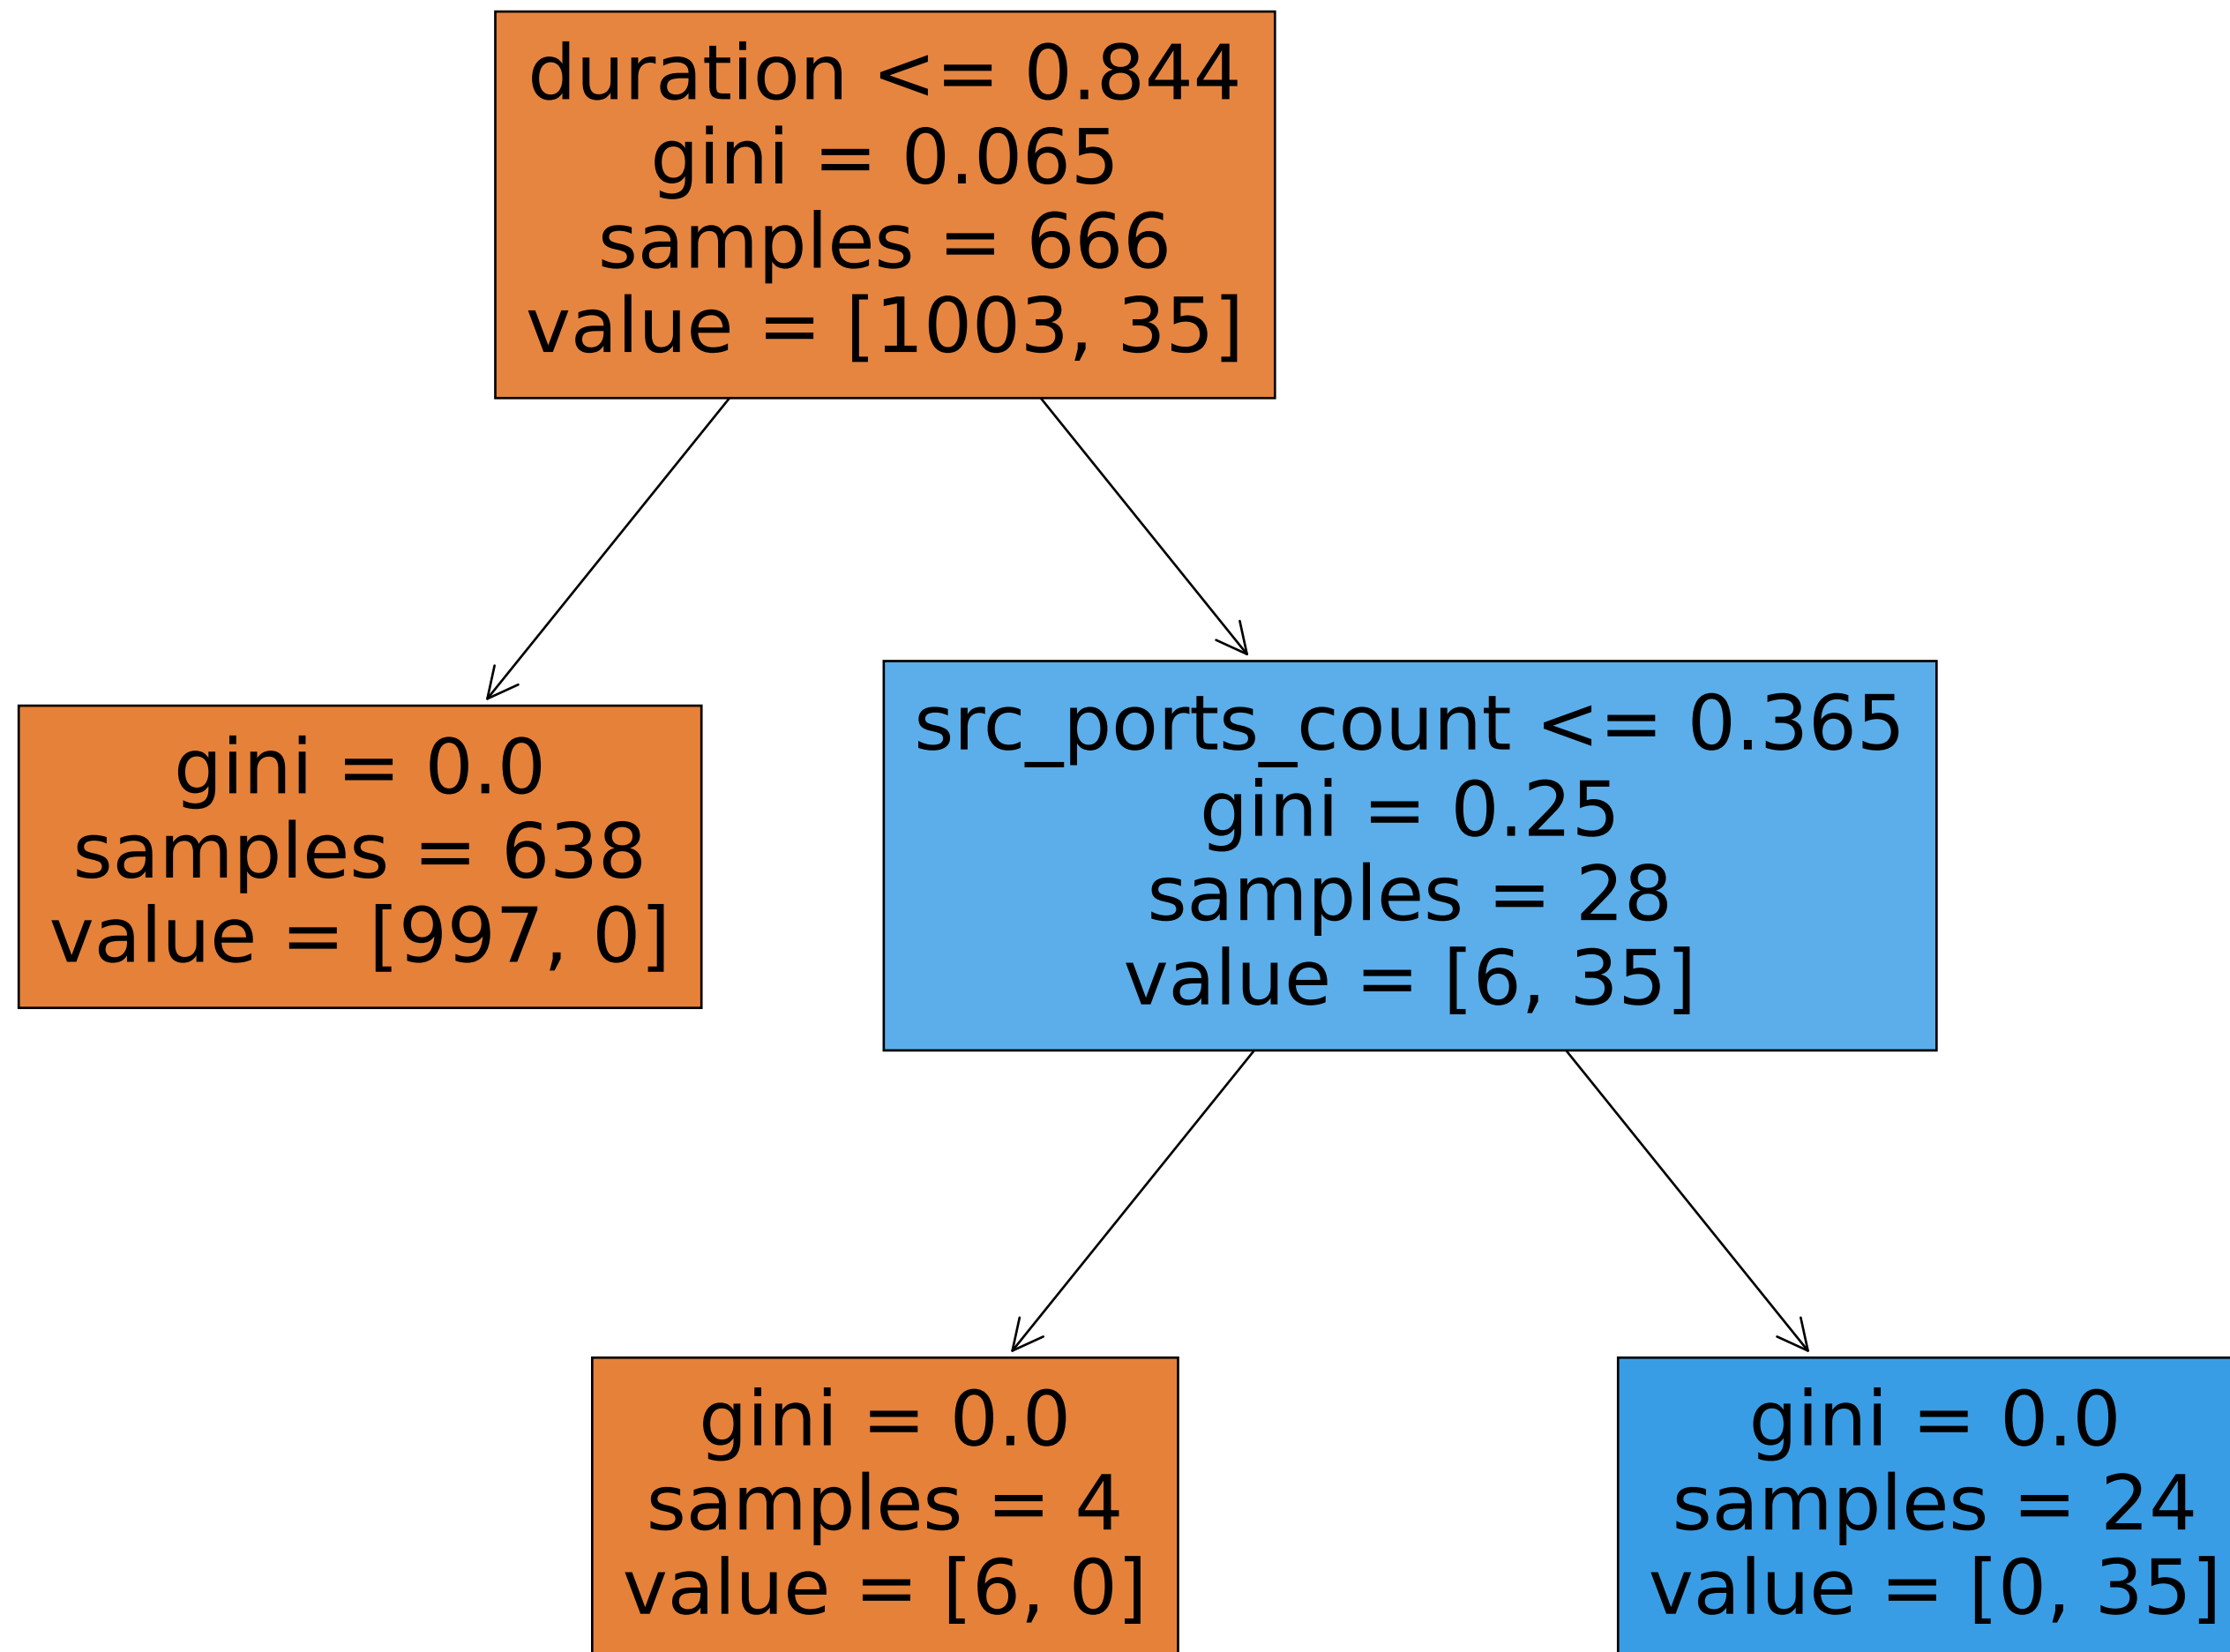 duration <= 0.844
gini = 0.065
samples = 666
value = [1003, 35]
gini = 0.0
samples = 638
value = [997, 0]
src_ports_count <= 0.365
gini = 0.25
samples = 28
value = [6, 35]
gini = 0.0
samples = 4
value = [6, 0]
gini = 0.0
samples = 24
value = [0, 35]